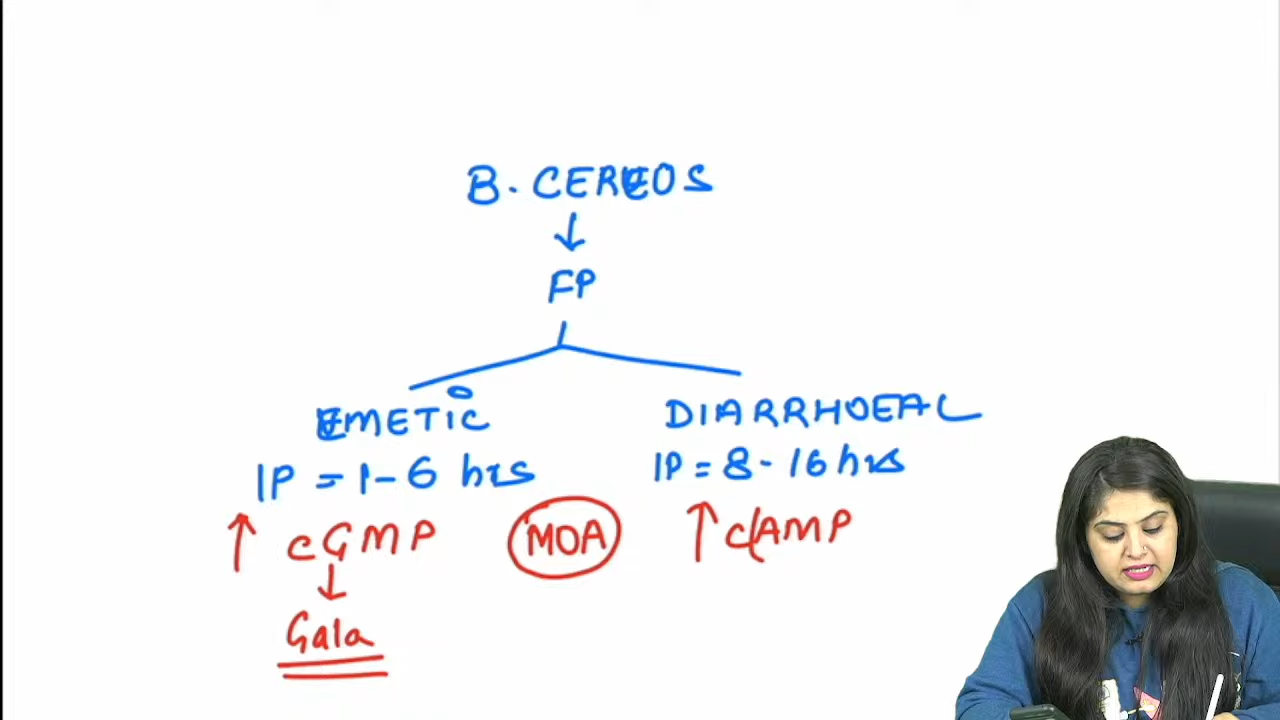 B. CEREOS
↓
FP
EMETIC
DIARRHOEAL
IP = 1-6 hrs
IP = 8-16 hrs
↑ cGMP
MOA
↑ cAMP
↓
Gala